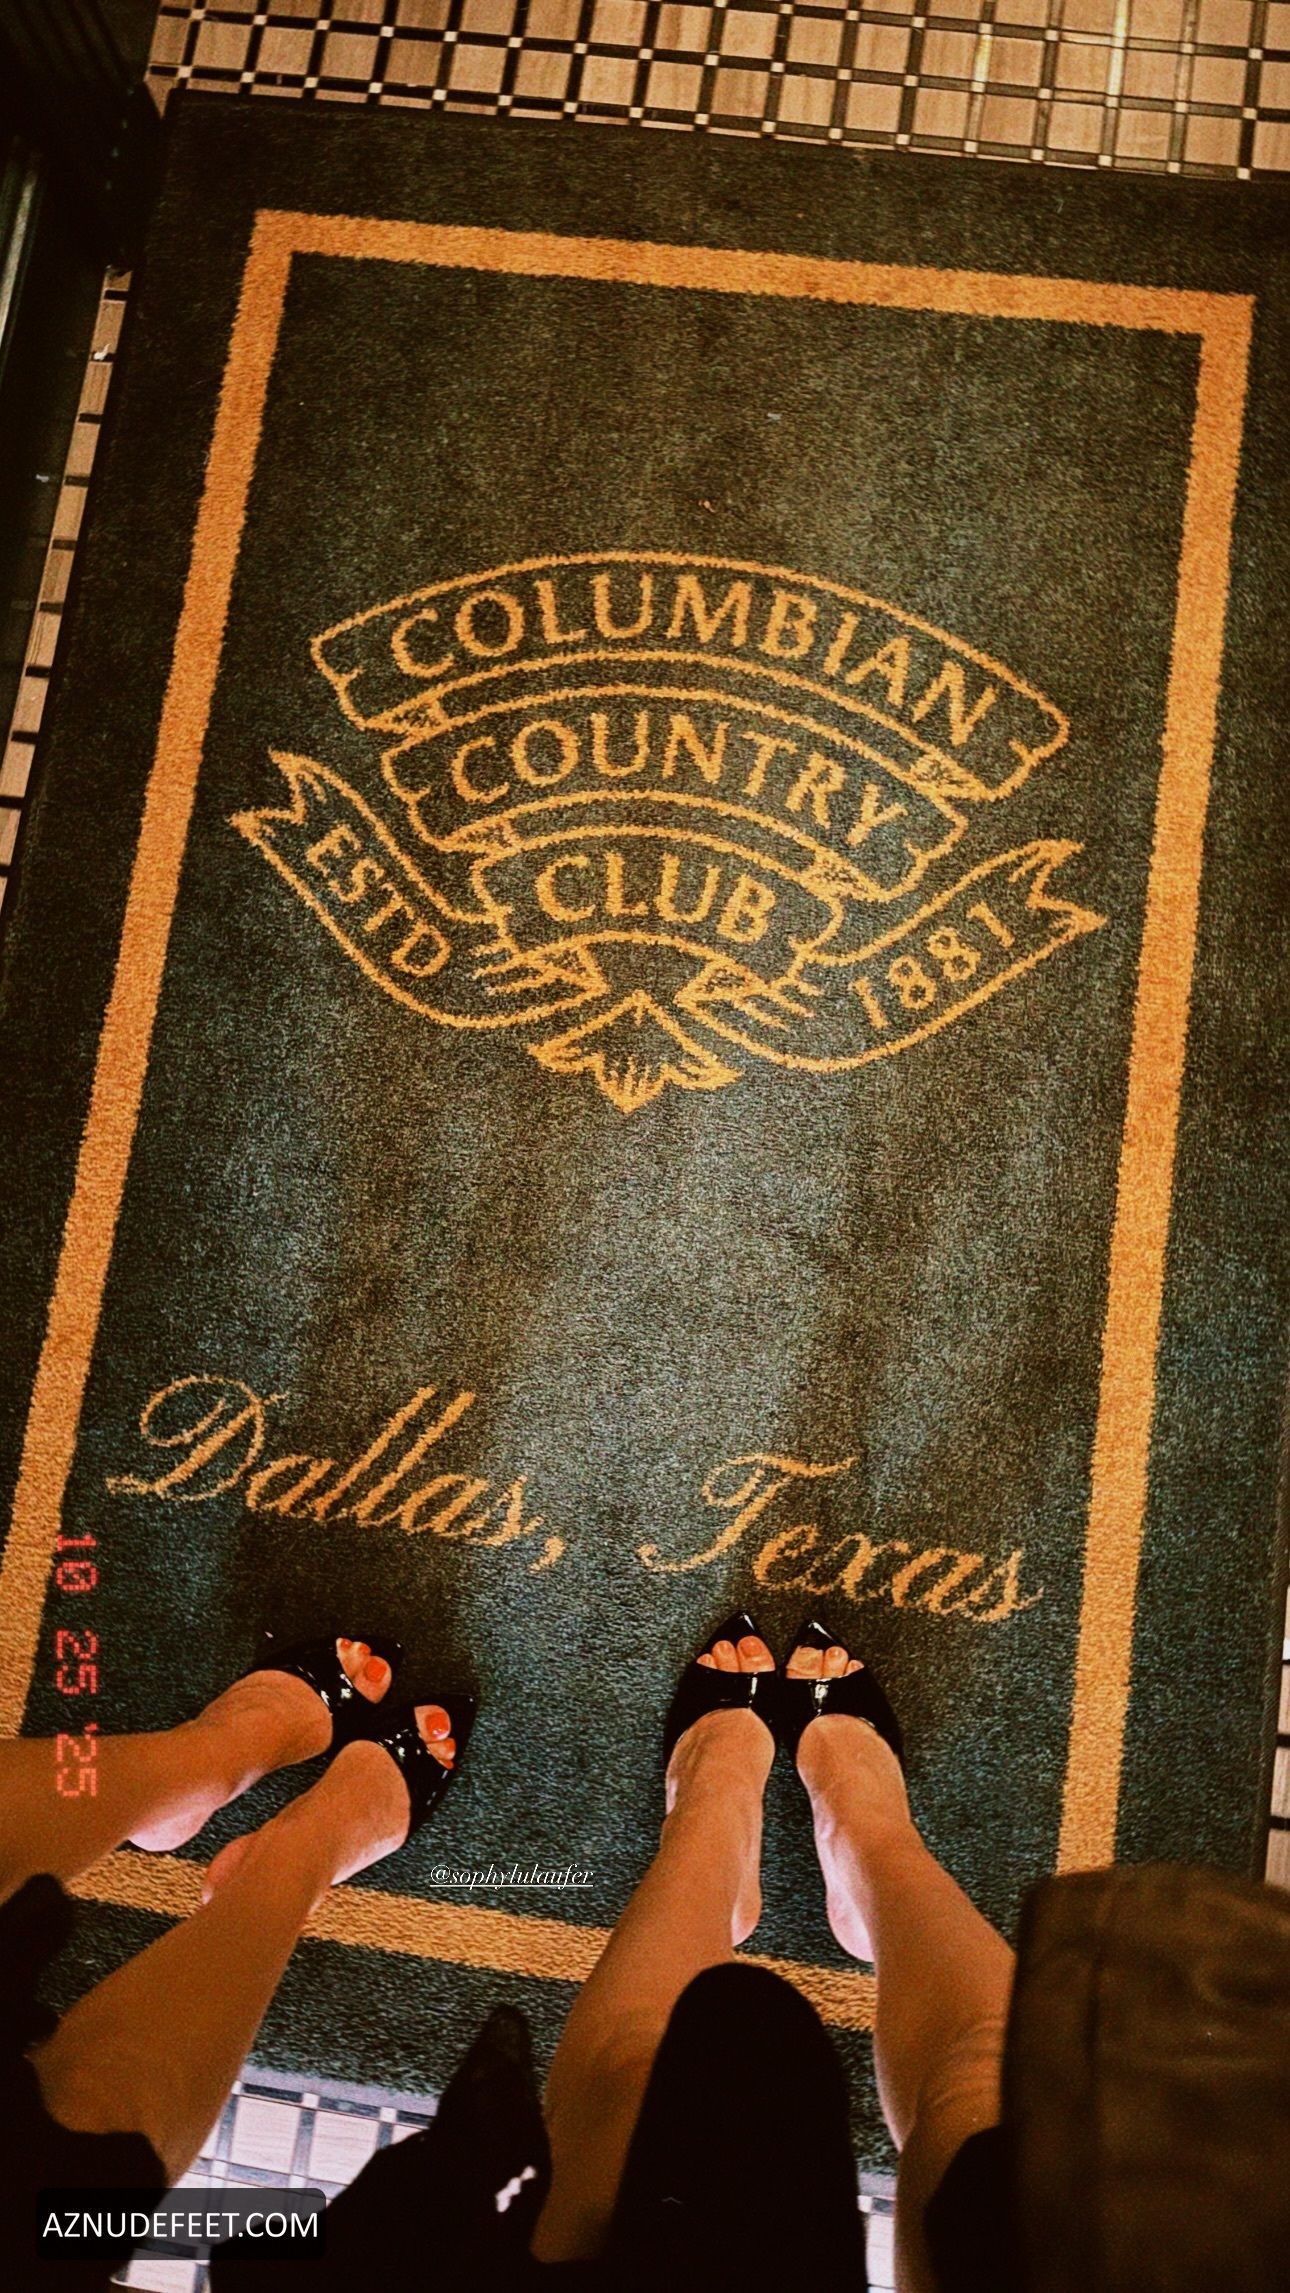 COLUMBIAN
COUNTRY
CLUB
ESTD 1881
Dallas, Texas
10 25 '25
@sophylulaufer
AZNUDEFEET.COM